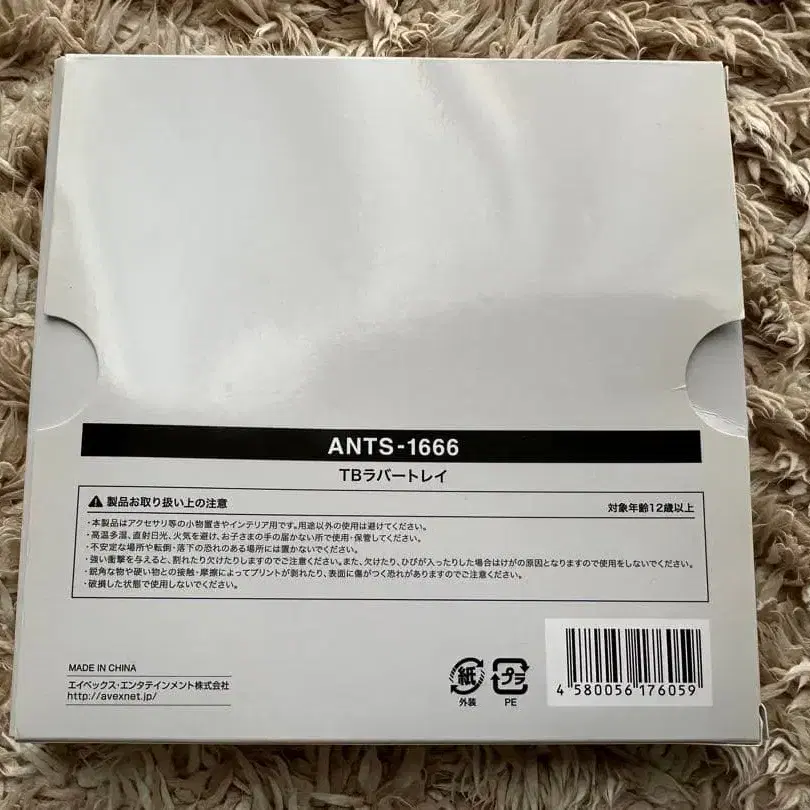 ANTS-1666
TBラバートレイ
製品お取り扱い上の注意
対象年齢12歳以上
・本製品はアクセサリ等の小物置きやインテリア用です。用途以外の使用は避けてください。
・高温多湿、直射日光、火気を避け、お子さまの手の届かない所で使用・保管してください。
・不安定な場所や転倒・落下の恐れのある場所には置かないでください。
・強い衝撃を与えると、割れたり欠けたりしますのでご注意ください。また、欠けたり、ひびが入ったりした場合はけがの原因となりますので使用をしないでください。
・鋭角な物や硬い物との接触・摩擦によってプリントが剥れたり、表面に傷がつく恐れがありますのでご注意ください。
・破損した状態で使用しないでください。
MADE IN CHINA
エイベックス・エンタテインメント株式会社
http://avexnet.jp/
紙
外装
プラ
PE
4 580056 176059